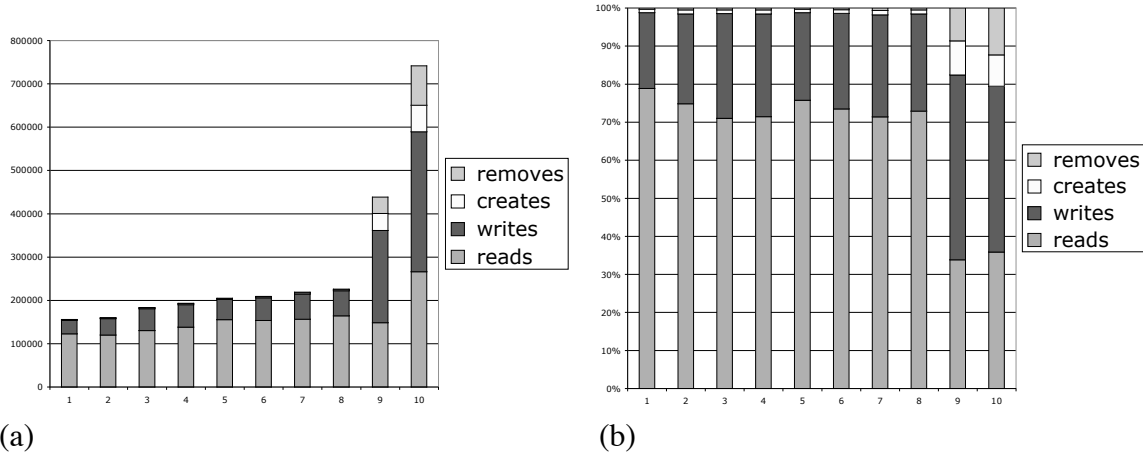 800000
700000
600000
500000
400000
300000
200000
100000
0
1 2 3 4 5 6 7 8 9 10
removes
creates
writes
reads
(a)
100%
90%
80%
70%
60%
50%
40%
30%
20%
10%
0%
1 2 3 4 5 6 7 8 9 10
removes
creates
writes
reads
(b)